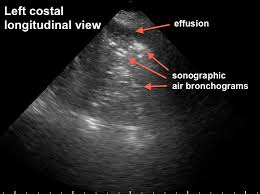 Left costal
longitudinal view
effusion
sonographic
air bronchograms